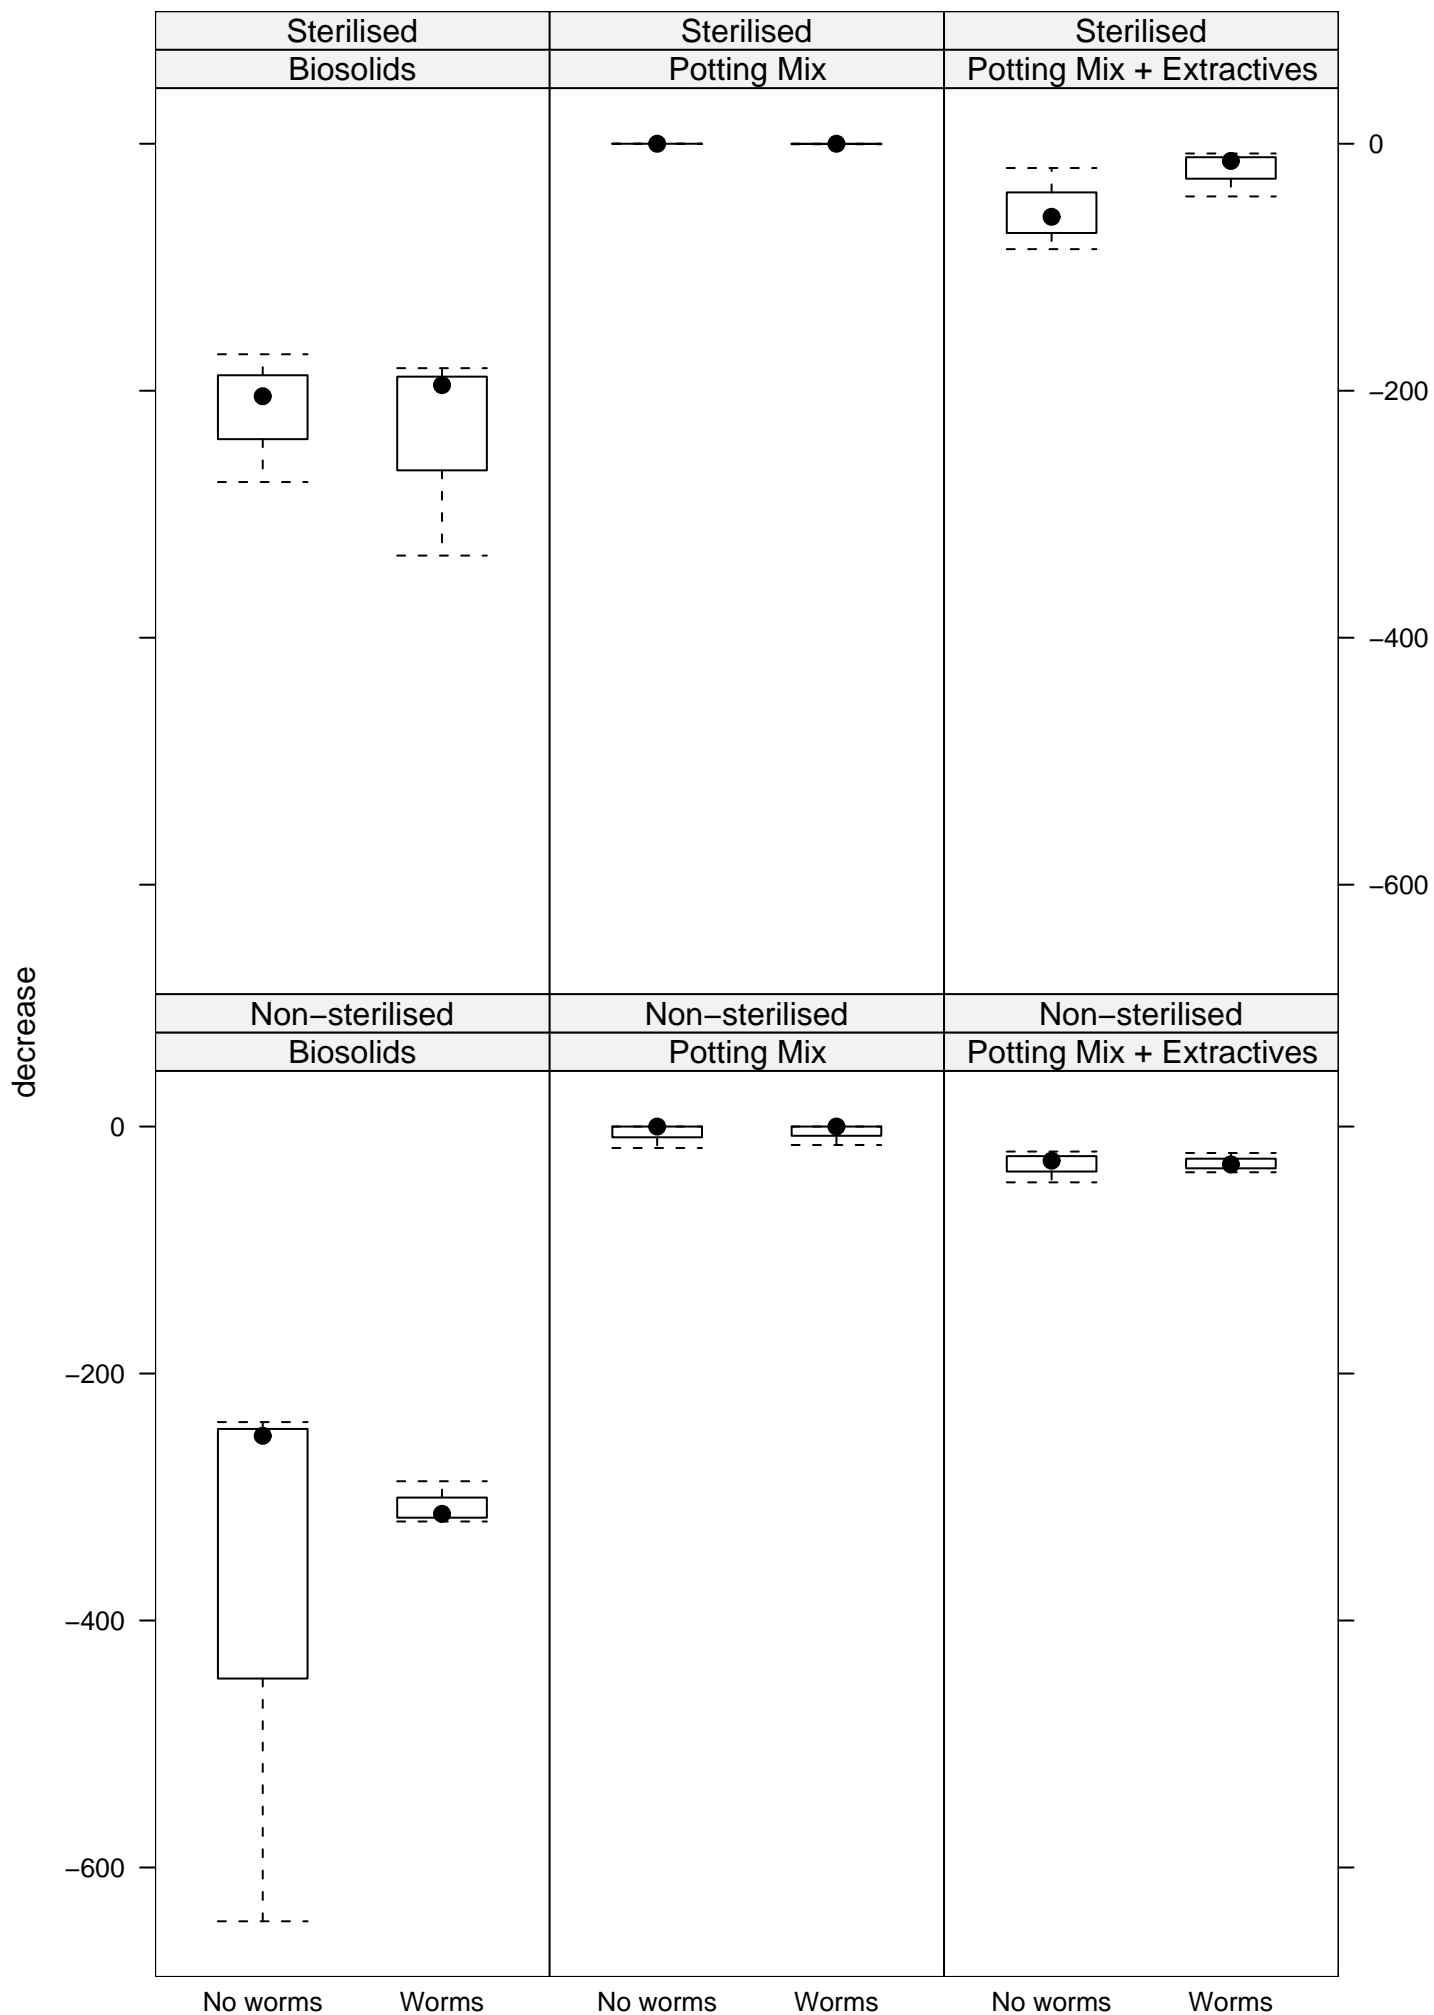 Sterilised Sterilised Sterilised
Biosolids Potting Mix Potting Mix + Extractives
0
−200
−400
−600
decrease
Non−sterilised Non−sterilised Non−sterilised
Biosolids Potting Mix Potting Mix + Extractives
0
−200
−400
−600
No worms Worms No worms Worms No worms Worms